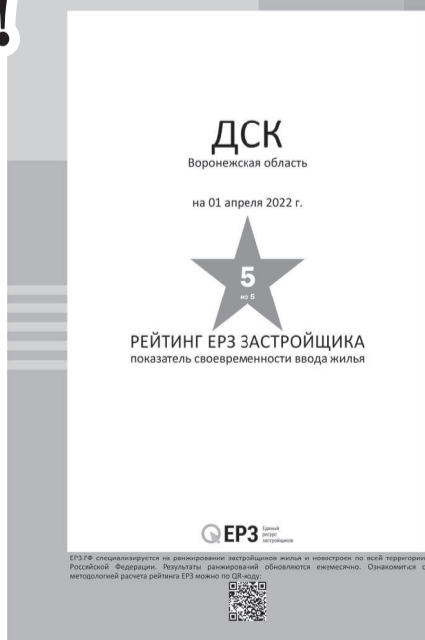 !
ДСК
Воронежская область
на 01 апреля 2022 г.
5
из 5
РЕЙТИНГ ЕРЗ ЗАСТРОЙЩИКА
показатель своевременности ввода жилья
ЕРЗ Единый
ресурс
застройщиков
ЕРЗ.РФ специализируется на ранжировании застройщиков жилья и новостроек по всей территории
Российской Федерации. Результаты ранжирований обновляются ежемесячно. Ознакомиться с
методологией расчета рейтинга ЕРЗ можно по QR-коду: